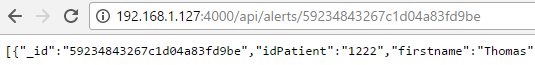 192.168.1.127:4000/api/alerts/59234843267c1d04a83fd9be
[{"_id":"59234843267c1d04a83fd9be","idPatient":"1222","firstname":"Thomas"